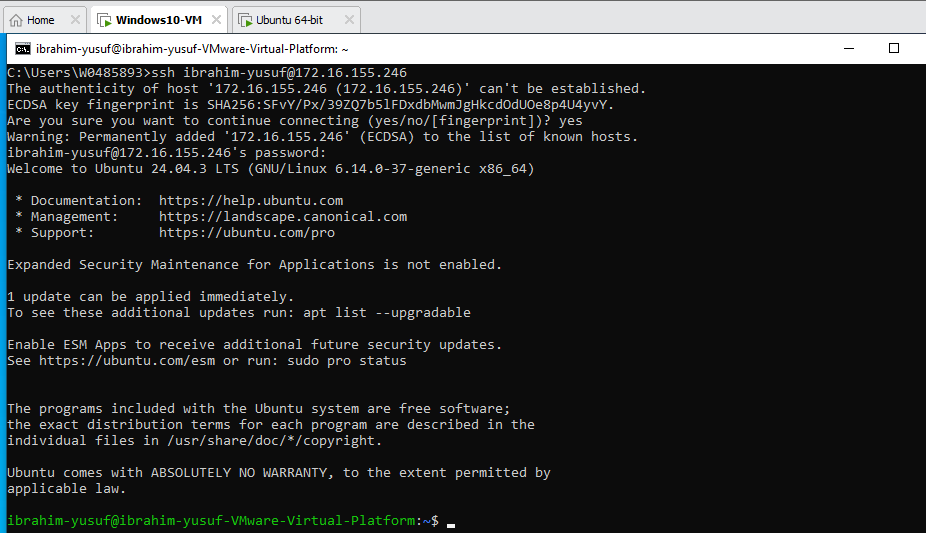 Home
Windows10-VM
Ubuntu 64-bit
ibrahim-yusuf@ibrahim-yusuf-VMware-Virtual-Platform: ~
C:\Users\W0485893>ssh ibrahim-yusuf@172.16.155.246
The authenticity of host '172.16.155.246 (172.16.155.246)' can't be established.
ECDSA key fingerprint is SHA256:SFvY/Px/39ZQ7b5lFDxdbMwmJgHkcdOdUOe8p4U4yvY.
Are you sure you want to continue connecting (yes/no/[fingerprint])? yes
Warning: Permanently added '172.16.155.246' (ECDSA) to the list of known hosts.
ibrahim-yusuf@172.16.155.246's password:
Welcome to Ubuntu 24.04.3 LTS (GNU/Linux 6.14.0-37-generic x86_64)
* Documentation:  https://help.ubuntu.com
* Management:     https://landscape.canonical.com
* Support:        https://ubuntu.com/pro
Expanded Security Maintenance for Applications is not enabled.
1 update can be applied immediately.
To see these additional updates run: apt list --upgradable
Enable ESM Apps to receive additional future security updates.
See https://ubuntu.com/esm or run: sudo pro status
The programs included with the Ubuntu system are free software;
the exact distribution terms for each program are described in the
individual files in /usr/share/doc/*/copyright.
Ubuntu comes with ABSOLUTELY NO WARRANTY, to the extent permitted by
applicable law.
ibrahim-yusuf@ibrahim-yusuf-VMware-Virtual-Platform:~$